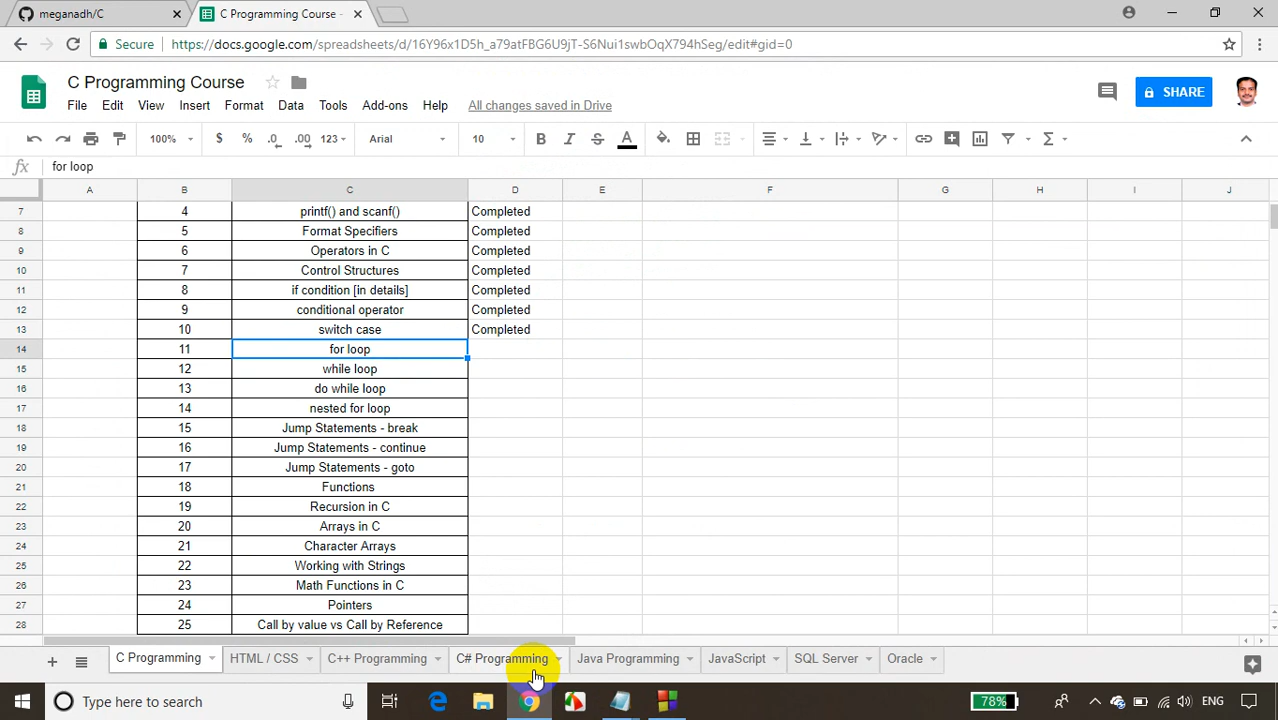 meganadh/C
C Programming Course -
Secure
https://docs.google.com/spreadsheets/d/16Y96x1D5h_a79atFBG6U9jT-S6Nui1swbOqX794hSeg/edit#gid=0
C Programming Course
SHARE
File Edit View Insert Format Data Tools Add-ons Help All changes saved in Drive
100% $ % .0 .00 123 Arial 10 B I S A Σ
fx for loop
A B C D E F G H I J
7 4 printf() and scanf() Completed
8 5 Format Specifiers Completed
9 6 Operators in C Completed
10 7 Control Structures Completed
11 8 if condition [in details] Completed
12 9 conditional operator Completed
13 10 switch case Completed
14 11 for loop
15 12 while loop
16 13 do while loop
17 14 nested for loop
18 15 Jump Statements - break
19 16 Jump Statements - continue
20 17 Jump Statements - goto
21 18 Functions
22 19 Recursion in C
23 20 Arrays in C
24 21 Character Arrays
25 22 Working with Strings
26 23 Math Functions in C
27 24 Pointers
28 25 Call by value vs Call by Reference
C Programming HTML / CSS C++ Programming C# Programming Java Programming JavaScript SQL Server Oracle
Type here to search
78%
ENG